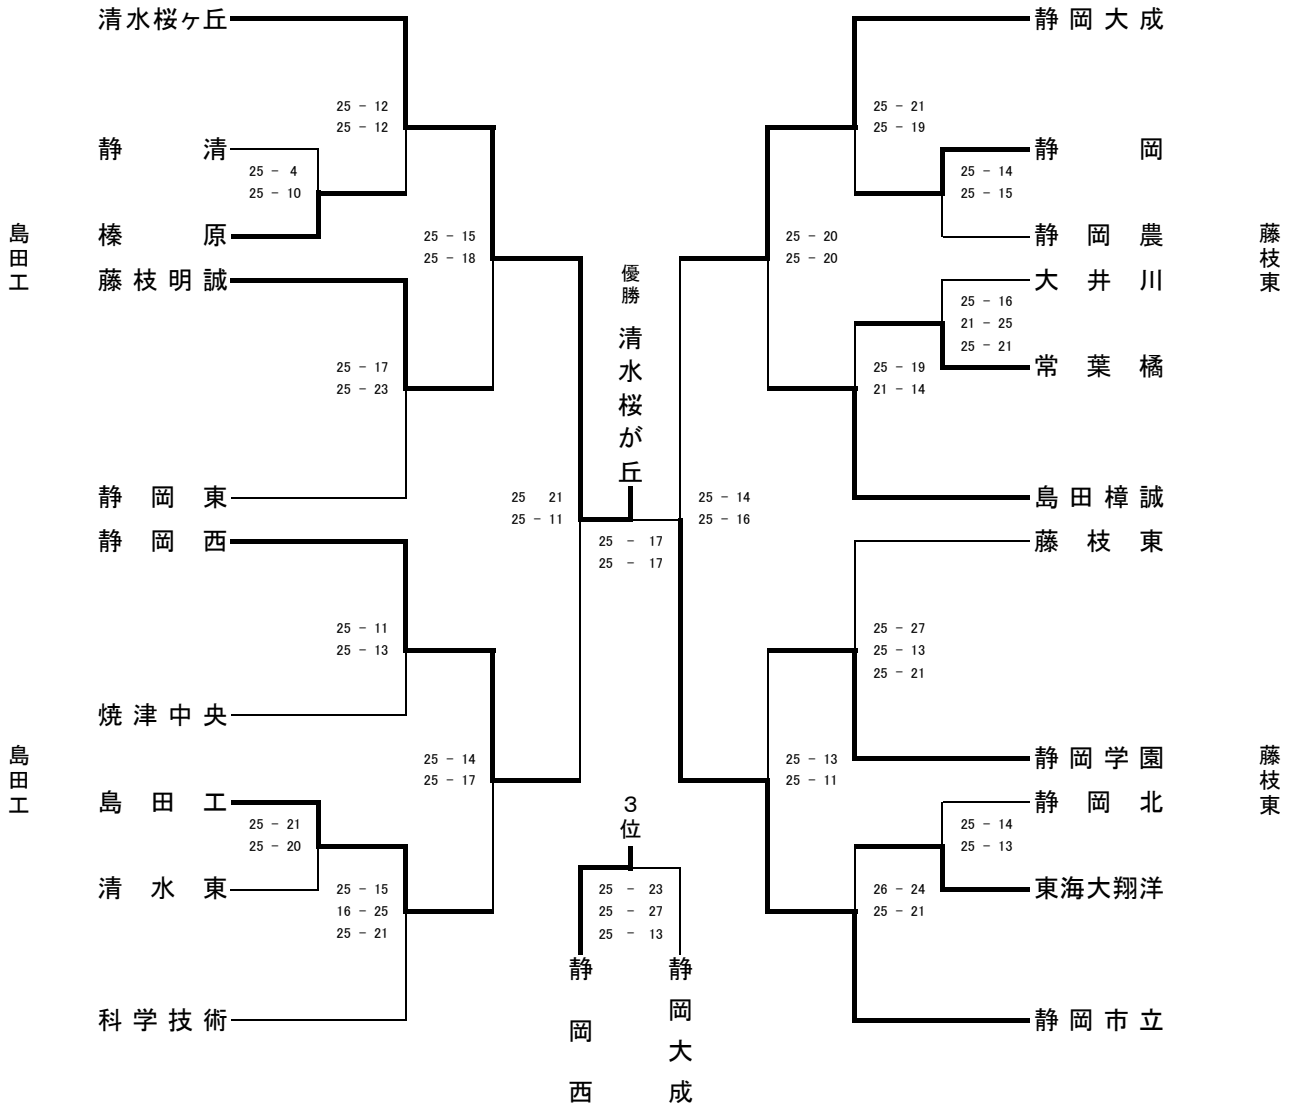 清水桜ヶ丘
25 - 12
25 - 12
静清
25 - 4
25 - 10
榛原
島田工
25 - 15
25 - 18
藤枝明誠
25 - 17
25 - 23
静岡東
25 21
25 - 11
静岡西
25 - 11
25 - 13
焼津中央
島田工
25 - 14
25 - 17
島田工
25 - 21
25 - 20
清水東
25 - 15
16 - 25
25 - 21
科学技術
優勝
清水桜が丘
25 - 17
25 - 17
3位
25 - 23
25 - 27
25 - 13
静岡西
静岡大成
静岡大成
25 - 21
25 - 19
静岡
25 - 14
25 - 15
静岡農
藤枝東
25 - 20
25 - 20
大井川
25 - 16
21 - 25
25 - 21
常葉橘
25 - 19
21 - 14
島田樟誠
25 - 14
25 - 16
藤枝東
25 - 27
25 - 13
25 - 21
静岡学園
藤枝東
25 - 13
25 - 11
静岡北
25 - 14
25 - 13
東海大翔洋
26 - 24
25 - 21
静岡市立